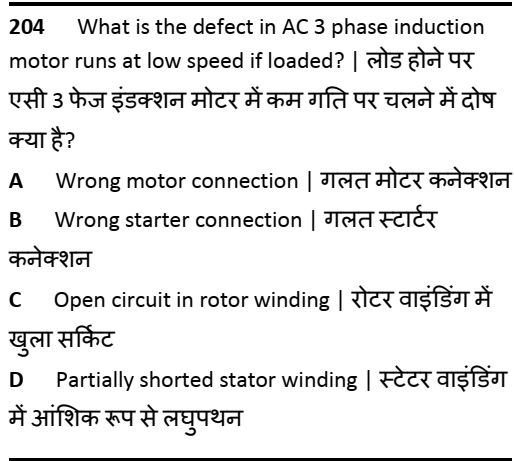 204 What is the defect in AC 3 phase induction
motor runs at low speed if loaded? | लोड होने पर
एसी 3 फेज इंडक्शन मोटर में कम गति पर चलने में दोष
क्या है?
A Wrong motor connection | गलत मोटर कनेक्शन
B Wrong starter connection | गलत स्टार्टर
कनेक्शन
C Open circuit in rotor winding | रोटर वाइंडिंग में
खुला सर्किट
D Partially shorted stator winding | स्टेटर वाइंडिंग
में आंशिक रूप से लघुपथन